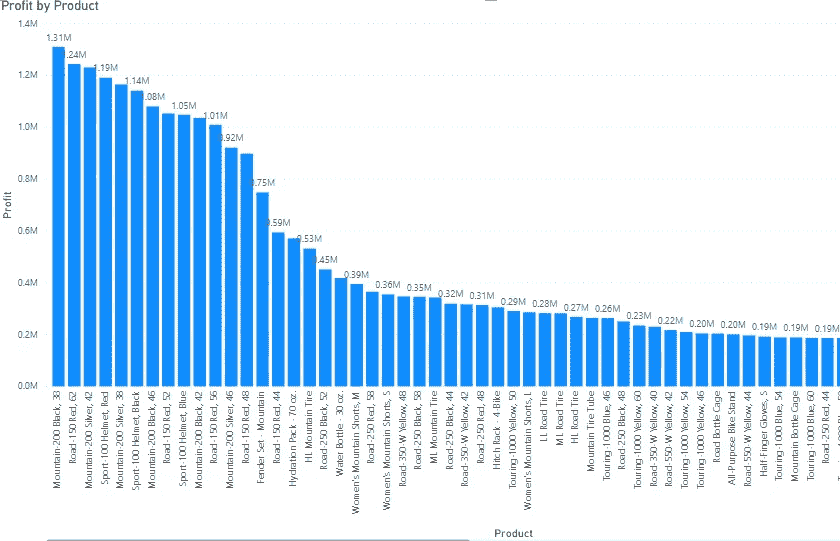 Profit by Product
1.4M
1.2M
1.0M
0.8M
0.6M
0.4M
0.2M
0.0M
Profit
1.31M
1.24M
1.19M
1.14M
1.08M
1.05M
1.01M
0.92M
0.75M
0.59M
0.53M
0.45M
0.39M
0.36M
0.35M
0.32M
0.31M
0.29M
0.28M
0.27M
0.26M
0.23M
0.22M
0.20M
0.20M
0.19M
0.19M
0.19M
Mountain-200 Black, 38
Road-150 Red, 62
Mountain-200 Silver, 42
Sport-100 Helmet, Red
Mountain-200 Silver, 38
Sport-100 Helmet, Black
Mountain-200 Black, 46
Road-150 Red, 52
Sport-100 Helmet, Blue
Mountain-200 Black, 42
Road-150 Red, 56
Mountain-200 Silver, 46
Road-150 Red, 48
Fender Set - Mountain
Road-150 Red, 44
Hydration Pack - 70 oz.
HL Mountain Tire
Road-250 Black, 52
Water Bottle - 30 oz.
Women's Mountain Shorts, M
Road-250 Red, 58
Women's Mountain Shorts, S
Road-350-W Yellow, 48
Road-250 Black, 58
ML Mountain Tire
Road-250 Black, 44
Road-350-W Yellow, 42
Road-250 Red, 48
Hitch Rack - 4-Bike
Touring-1000 Yellow, 50
Women's Mountain Shorts, L
LL Road Tire
ML Road Tire
HL Road Tire
Mountain Tire Tube
Touring-1000 Blue, 46
Road-250 Black, 48
Touring-1000 Yellow, 60
Road-350-W Yellow, 40
Road-550-W Yellow, 42
Touring-1000 Yellow, 54
Touring-1000 Yellow, 46
Road Bottle Cage
All-Purpose Bike Stand
Road-550-W Yellow, 44
Half-Finger Gloves, S
Touring-1000 Blue, 54
Mountain Bottle Cage
Touring-1000 Blue, 60
Road-250 Red, 44
Product